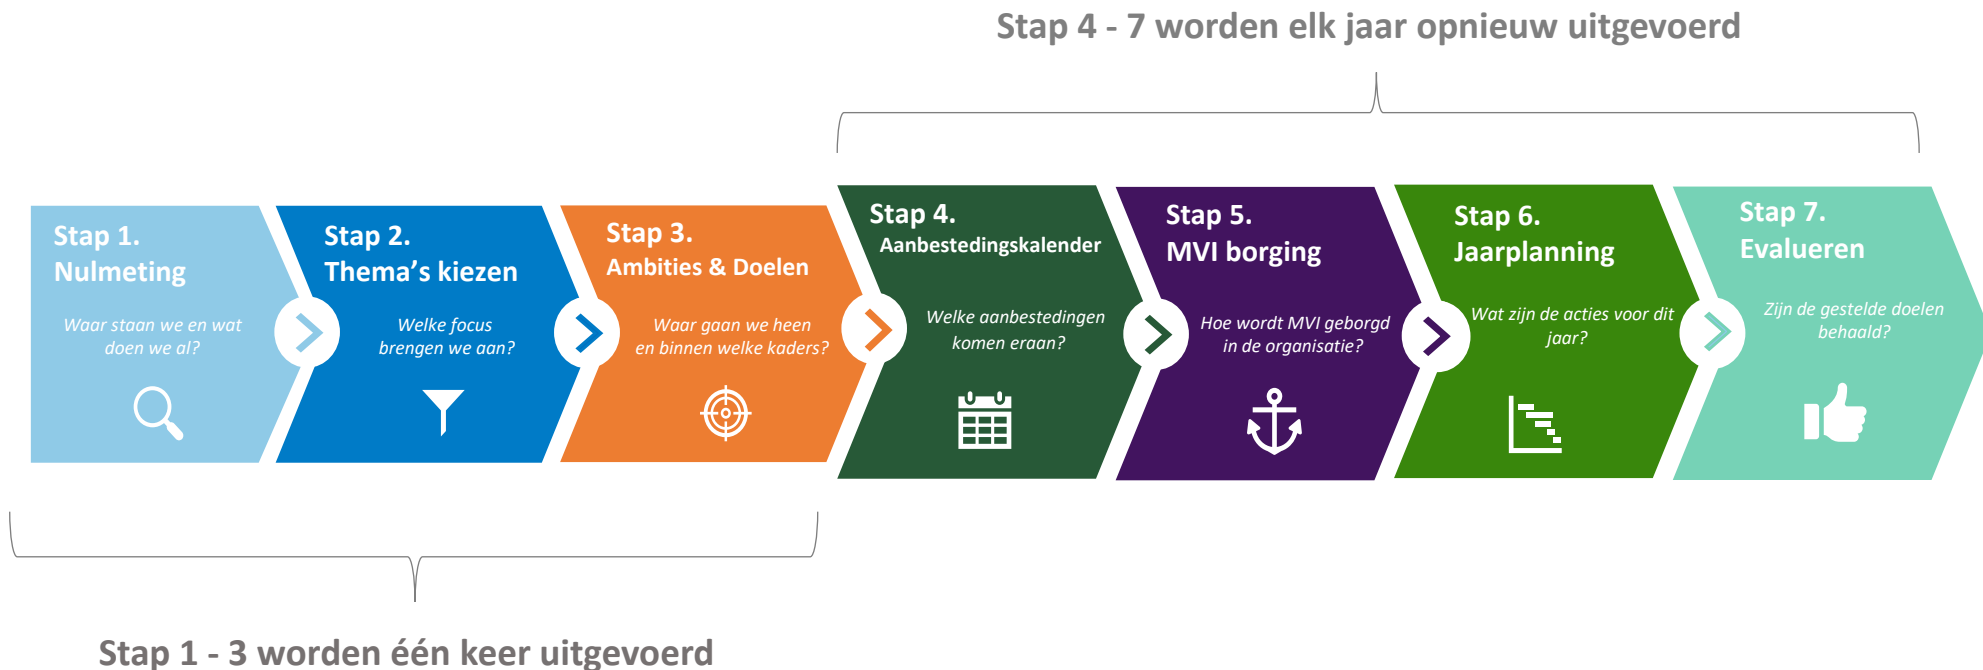 Stap 4 - 7 worden elk jaar opnieuw uitgevoerd
Stap 1.
Nulmeting
Waar staan we en wat
doen we al?
Stap 2.
Thema's kiezen
Welke focus
brengen we aan?
Stap 3.
Ambities & Doelen
Waar gaan we heen
en binnen welke kaders?
Stap 4.
Aanbestedingskalender
Welke aanbestedingen
komen eraan?
Stap 5.
MVI borging
Hoe wordt MVI geborgd
in de organisatie?
Stap 6.
Jaarplanning
Wat zijn de acties voor dit
jaar?
Stap 7.
Evalueren
Zijn de gestelde doelen
behaald?
Stap 1 - 3 worden één keer uitgevoerd